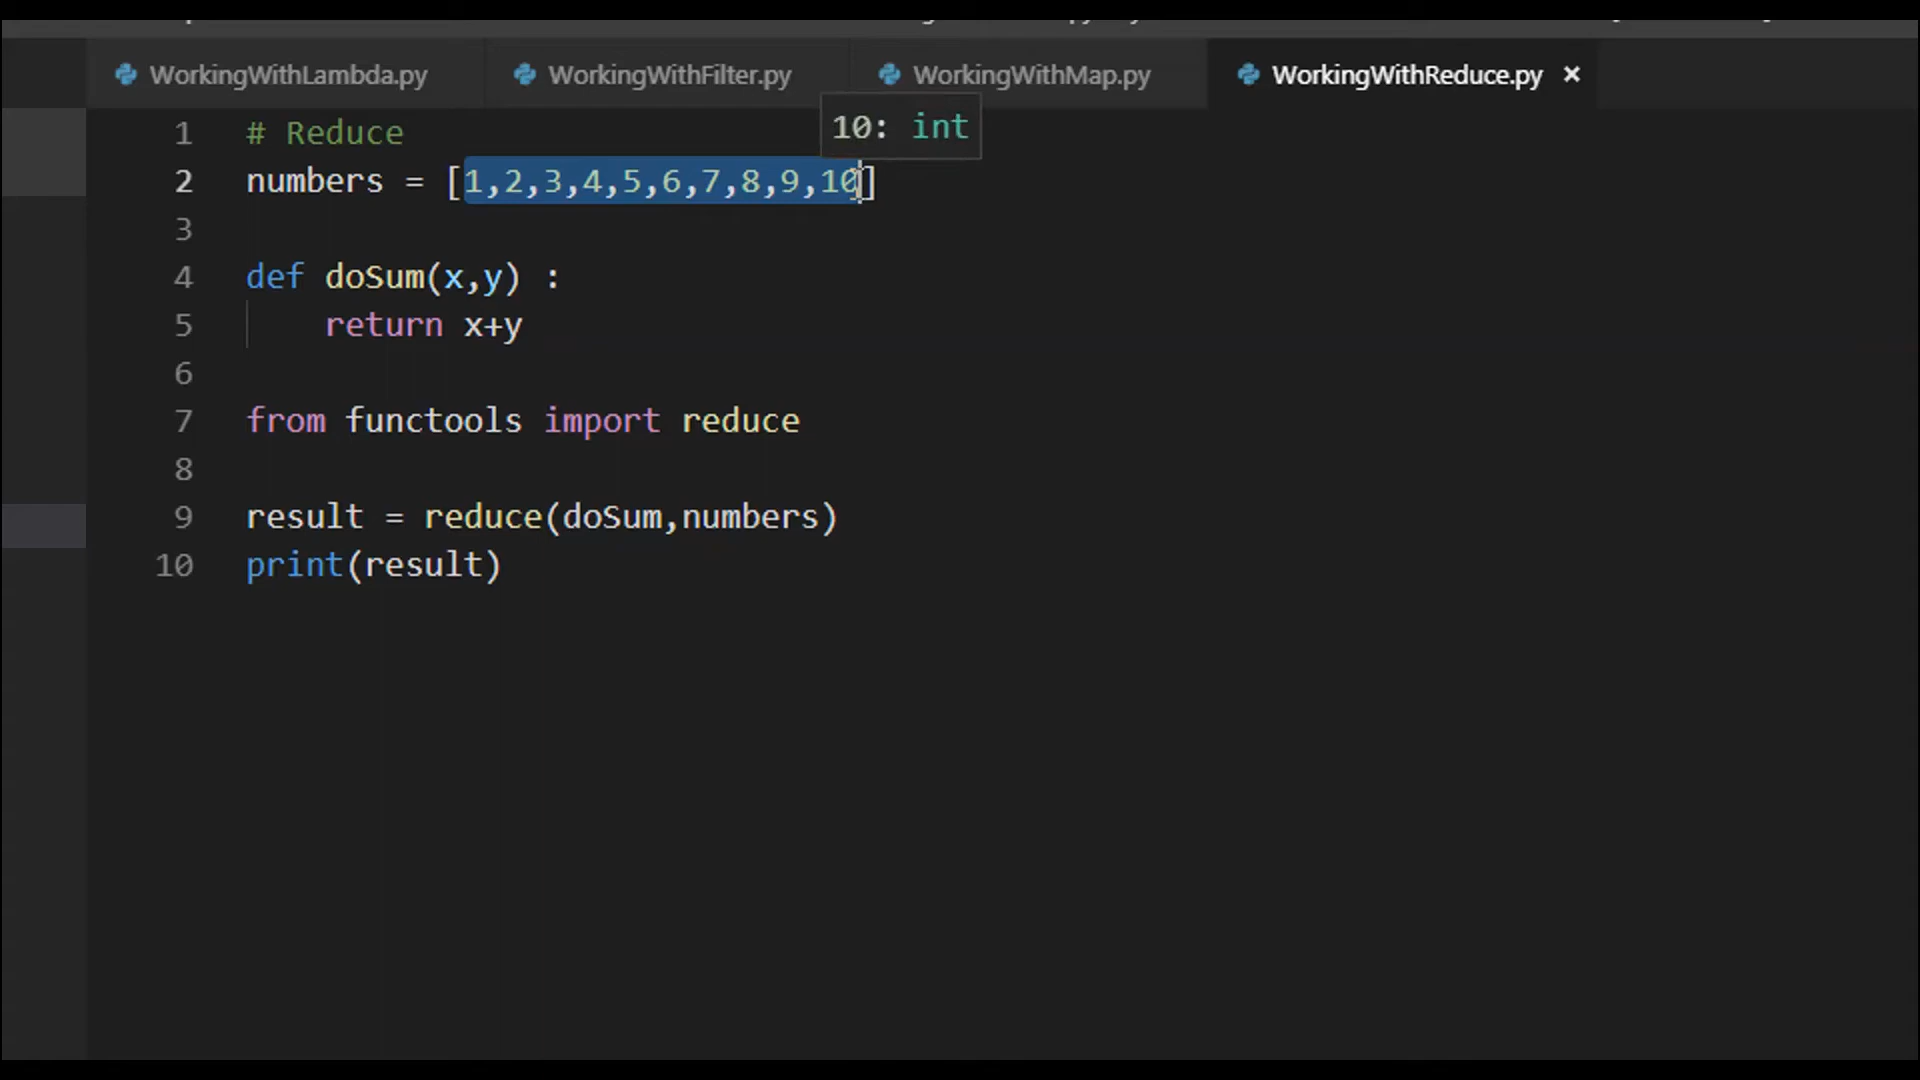 WorkingWithLambda.py WorkingWithFilter.py WorkingWithMap.py WorkingWithReduce.py ×
10: int
1 # Reduce
2 numbers = [1,2,3,4,5,6,7,8,9,10]
3
4 def doSum(x,y) :
5 return x+y
6
7 from functools import reduce
8
9 result = reduce(doSum,numbers)
10 print(result)